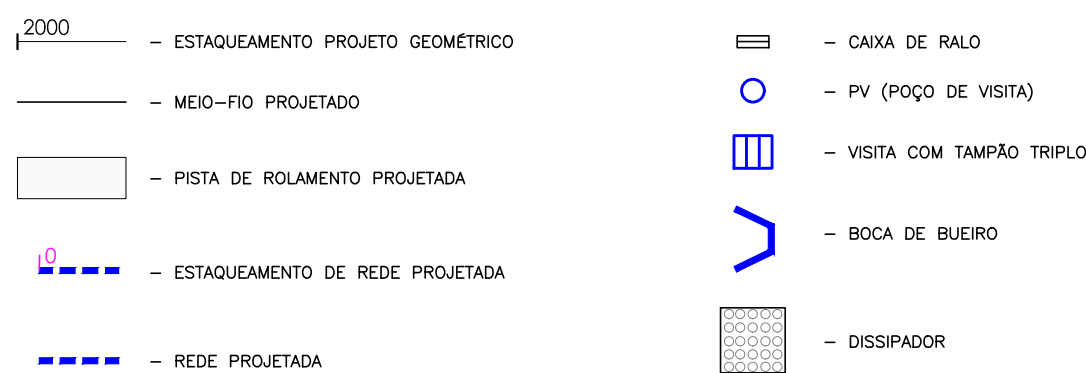 2000
– ESTAQUEAMENTO PROJETO GEOMÉTRICO
– MEIO–FIO PROJETADO
– PISTA DE ROLAMENTO PROJETADA
0
– ESTAQUEAMENTO DE REDE PROJETADA
– REDE PROJETADA
– CAIXA DE RALO
– PV (POÇO DE VISITA)
– VISITA COM TAMPÃO TRIPLO
– BOCA DE BUEIRO
– DISSIPADOR